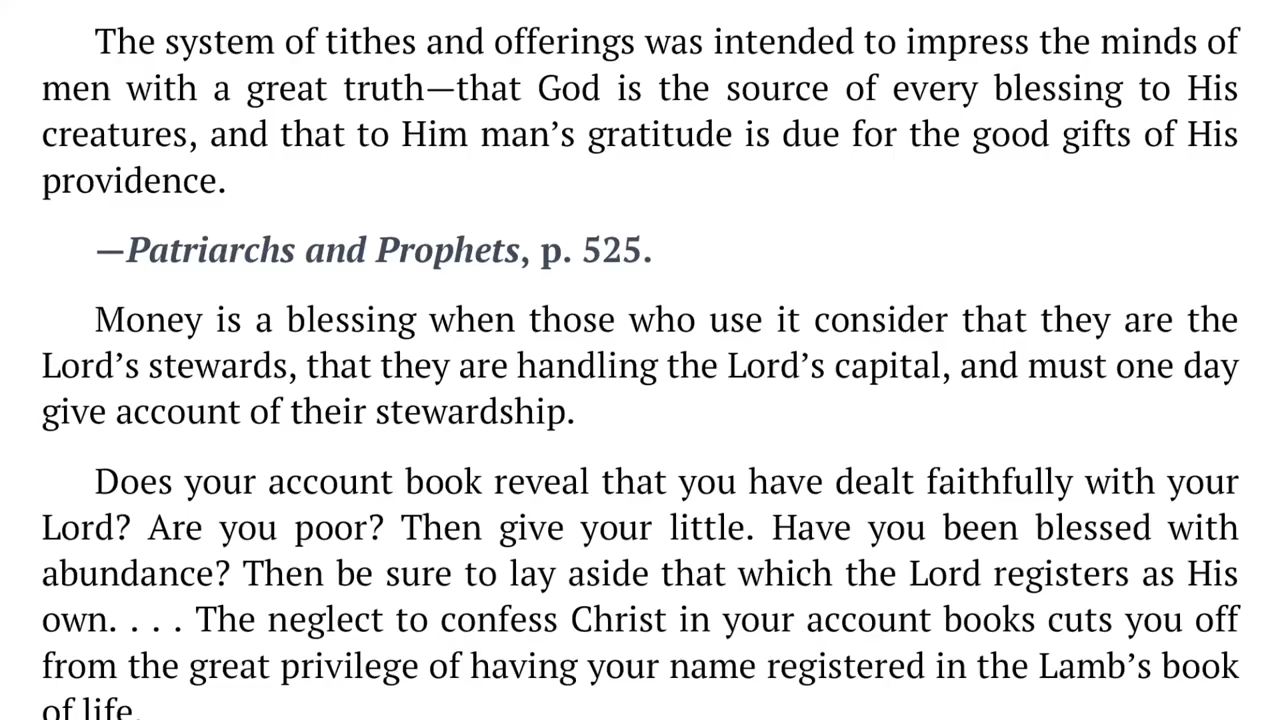 The system of tithes and offerings was intended to impress the minds of
men with a great truth—that God is the source of every blessing to His
creatures, and that to Him man’s gratitude is due for the good gifts of His
providence.
—Patriarchs and Prophets, p. 525.
Money is a blessing when those who use it consider that they are the
Lord’s stewards, that they are handling the Lord’s capital, and must one day
give account of their stewardship.
Does your account book reveal that you have dealt faithfully with your
Lord? Are you poor? Then give your little. Have you been blessed with
abundance? Then be sure to lay aside that which the Lord registers as His
own. . . . The neglect to confess Christ in your account books cuts you off
from the great privilege of having your name registered in the Lamb’s book
of life.